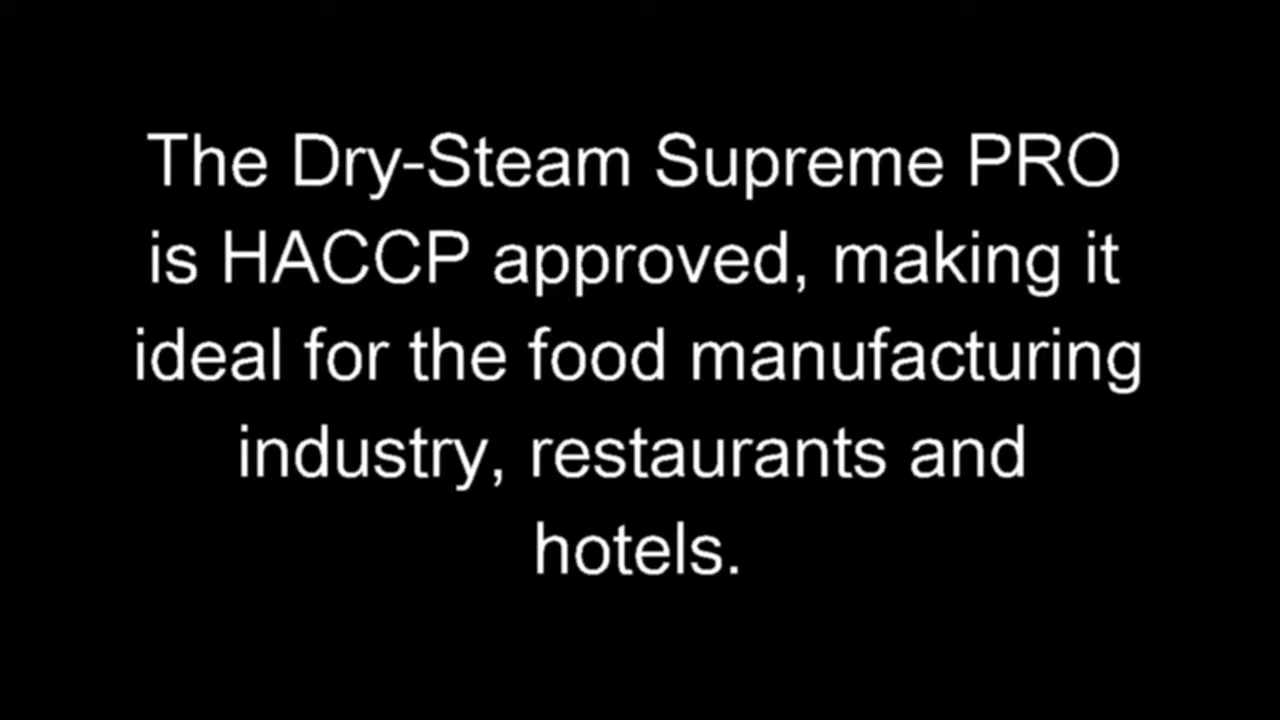 The Dry-Steam Supreme PRO
is HACCP approved, making it
ideal for the food manufacturing
industry, restaurants and
hotels.